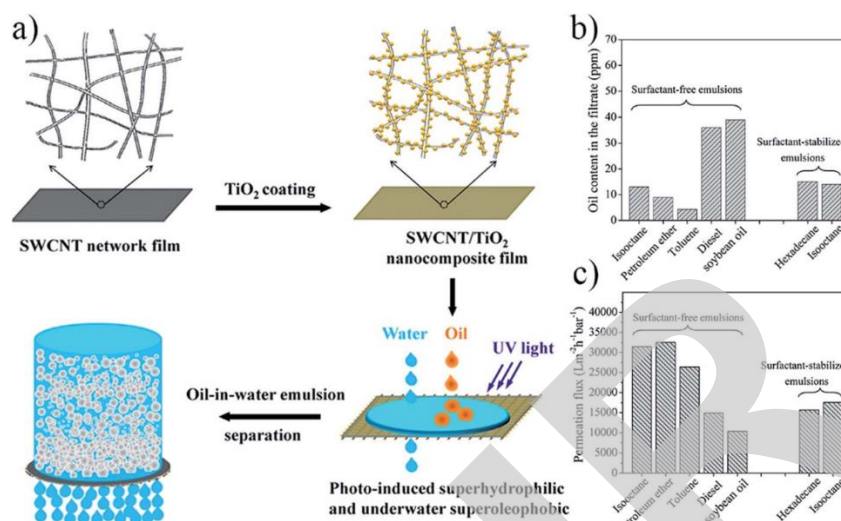 a)
TiO₂ coating
SWCNT network film
SWCNT/TiO₂
nanocomposite film
Water
Oil
UV light
Oil-in-water emulsion
separation
Photo-induced superhydrophilic
and underwater superoleophobic
b)
Oil content in the filtrate (ppm)
70
60
50
40
30
20
10
0
Surfactant-free emulsions
Surfactant-stabilized
emulsions
Isooctane
Petroleum ether
Toluene
Diesel
soybean oil
Hexadecane
Isooctane
c)
Permeation flux (Lm⁻²h⁻¹bar⁻¹)
40000
35000
30000
25000
20000
15000
10000
5000
0
Surfactant-free emulsions
Surfactant-stabilized
emulsions
Isooctane
Petroleum ether
Toluene
Diesel
soybean oil
Hexadecane
Isooctane